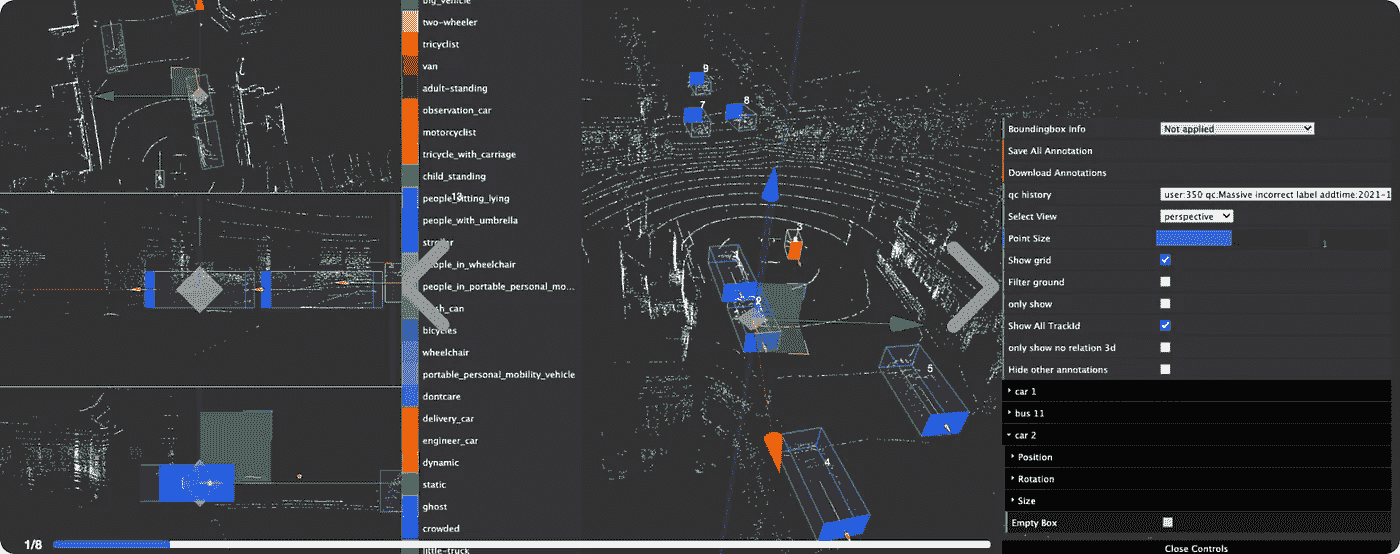 big_vehicle
two-wheeler
tricyclist
van
adult-standing
observation_car
motorcyclist
tricycle_with_carriage
child_standing
people_sitting_lying
13
people_with_umbrella
stroller
people_in_wheelchair
people_in_portable_personal_mo...
trash_can
bicycles
wheelchair
portable_personal_mobility_vehicle
dontcare
delivery_car
engineer_car
dynamic
static
ghost
crowded
little-truck
1/8
9
7
8
3
5
4
Boundingbox Info Not applied
Save All Annotation
Download Annotations
qc history user:350 qc:Massive incorrect label addtime:2021-1
Select View perspective
Point Size 1
Show grid
Filter ground
only show
Show All TrackId
only show no relation 3d
Hide other annotations
car 1
bus 11
car 2
Position
Rotation
Size
Empty Box
Close Controls